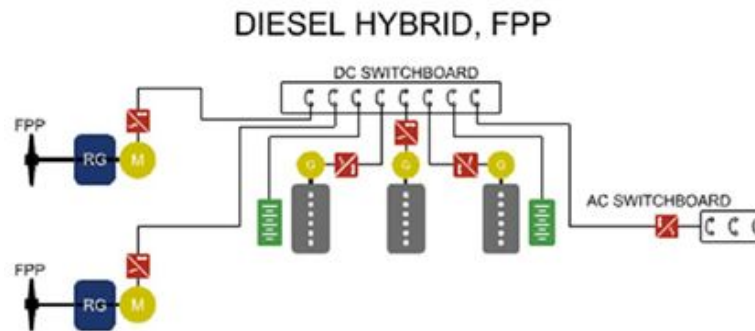 DIESEL HYBRID, FPP
DC SWITCHBOARD
FPP
RG
M
G
G
G
AC SWITCHBOARD
FPP
RG
M